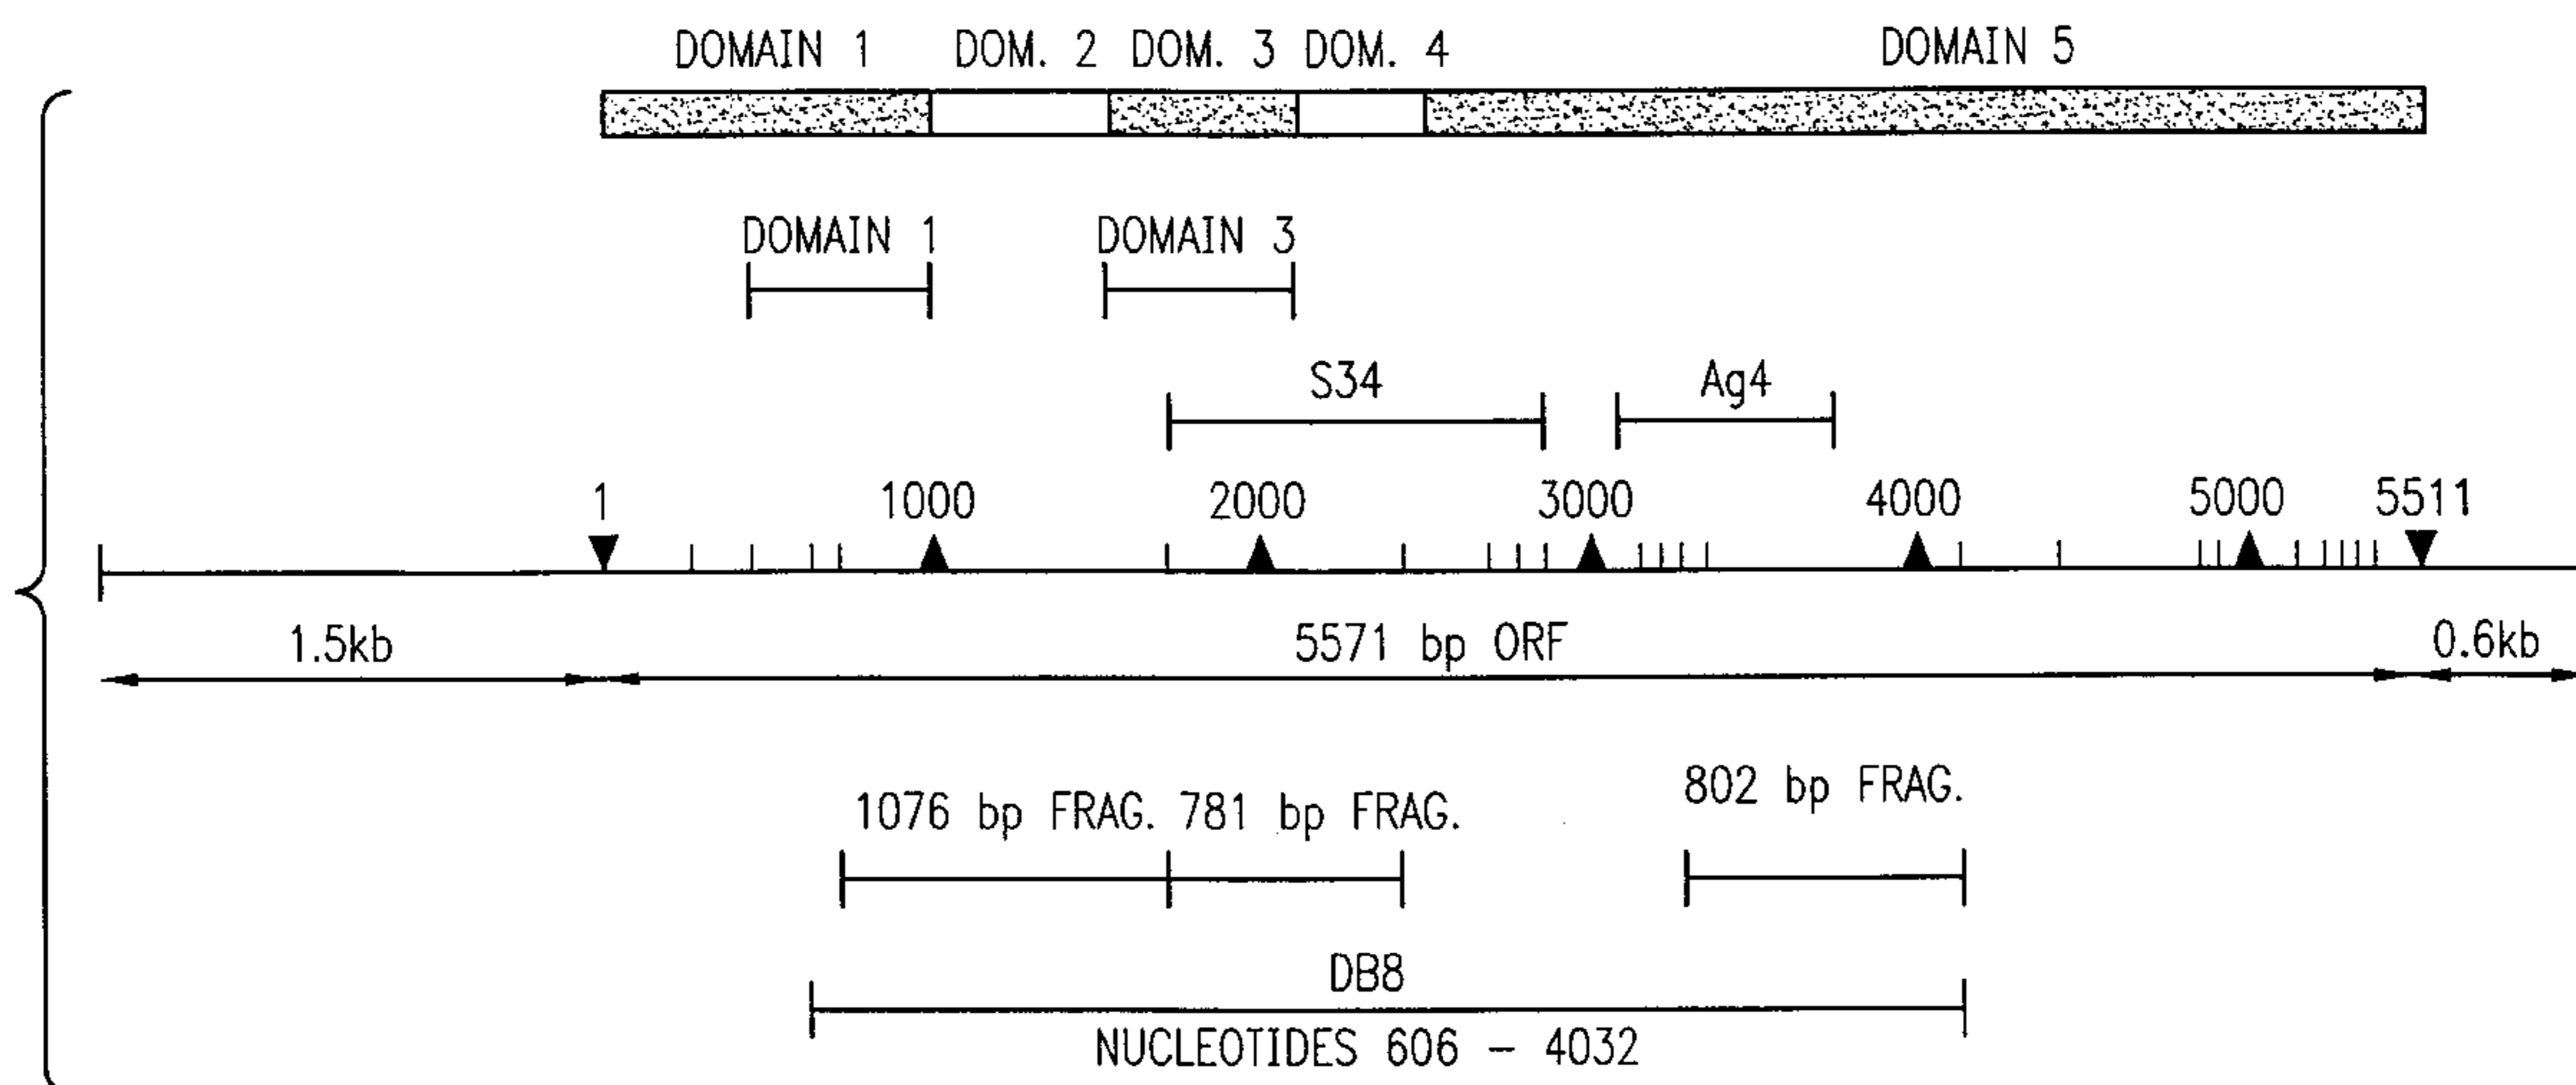 DOMAIN 1 DOM. 2 DOM. 3 DOM. 4 DOMAIN 5
DOMAIN 1 DOMAIN 3
S34 Ag4
1 1000 2000 3000 4000 5000 5511
1.5kb 5571 bp ORF 0.6kb
1076 bp FRAG. 781 bp FRAG. 802 bp FRAG.
DB8
NUCLEOTIDES 606 – 4032